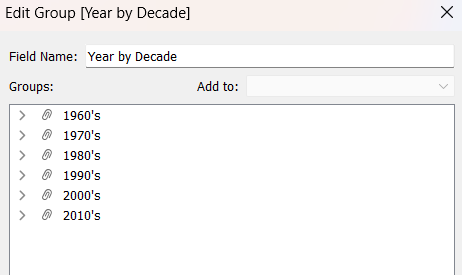 Edit Group [Year by Decade]
Field Name: Year by Decade
Groups: Add to:
1960's
1970's
1980's
1990's
2000's
2010's